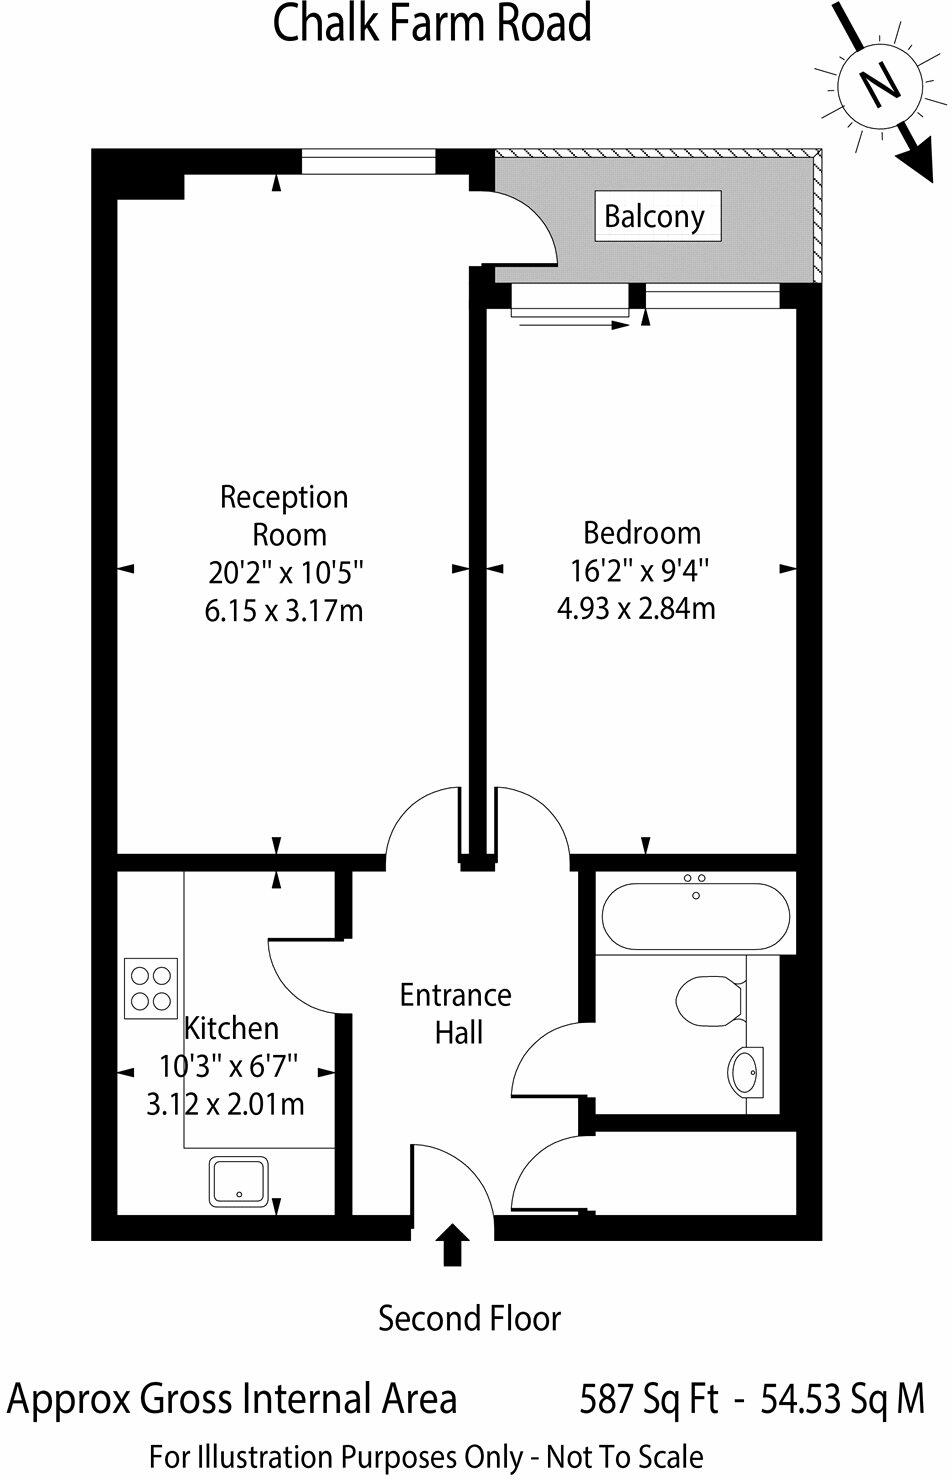 Chalk Farm Road
N
Balcony
Reception
Room
20'2" x 10'5"
6.15 x 3.17m
Bedroom
16'2" x 9'4"
4.93 x 2.84m
Entrance
Hall
Kitchen
10'3" x 6'7"
3.12 x 2.01m
Second Floor
Approx Gross Internal Area 587 Sq Ft - 54.53 Sq M
For Illustration Purposes Only - Not To Scale